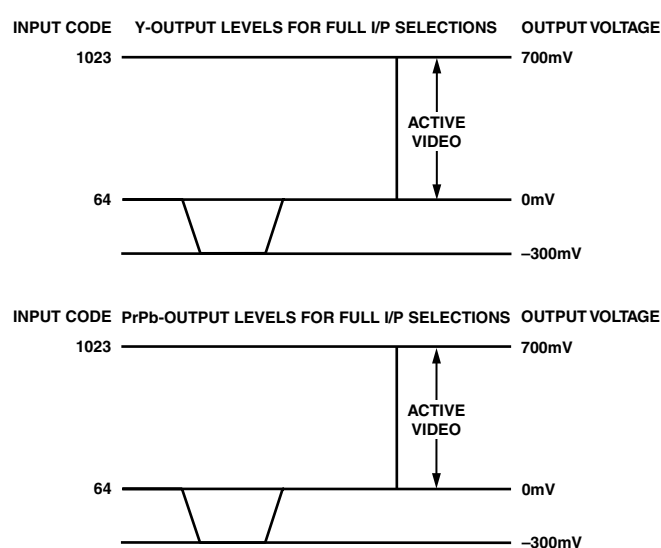 INPUT CODE Y-OUTPUT LEVELS FOR FULL I/P SELECTIONS OUTPUT VOLTAGE
1023 700mV
ACTIVE
VIDEO
64 0mV
–300mV
INPUT CODE PrPb-OUTPUT LEVELS FOR FULL I/P SELECTIONS OUTPUT VOLTAGE
1023 700mV
ACTIVE
VIDEO
64 0mV
–300mV